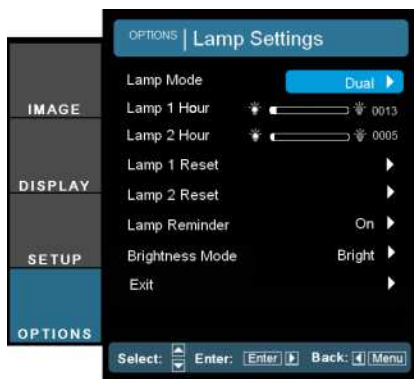 OPTIONS | Lamp Settings
IMAGE
DISPLAY
SETUP
OPTIONS
Lamp Mode Dual
Lamp 1 Hour 0013
Lamp 2 Hour 0005
Lamp 1 Reset
Lamp 2 Reset
Lamp Reminder On
Brightness Mode Bright
Exit
Select: Enter: Enter Back: Menu